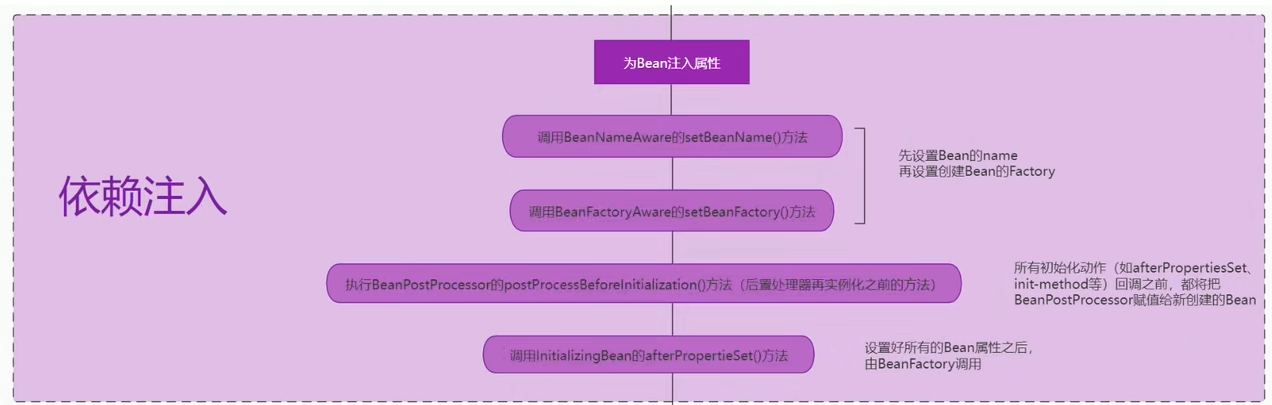 为Bean注入属性
调用BeanNameAware的setBeanName()方法
先设置Bean的name
再设置创建Bean的Factory
依赖注入
调用BeanFactoryAware的setBeanFactory()方法
执行BeanPostProcessor的postProcessBeforeInitialization()方法（后置处理器再实例化之前的方法）
所有初始化动作（如afterPropertiesSet、
init-method等）回调之前，都将把
BeanPostProcessor赋值给新创建的Bean
调用InitializingBean的afterPropertieSet()方法
设置好所有的Bean属性之后，
由BeanFactory调用